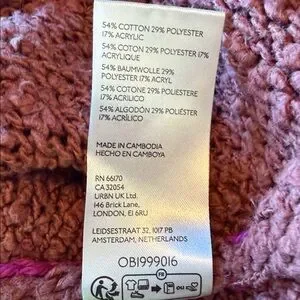 54% COTTON 29% POLYESTER
17% ACRYLIC
54% COTON 29% POLYESTER 17%
ACRYLIQUE
54% BAUMWOLLE 29%
POLYESTER 17% ACRYL
54% COTONE 29% POLIESTERE
17% ACRILICO
54% ALGODÓN 29% POLIÉSTER
17% ACRÍLICO
MADE IN CAMBODIA
HECHO EN CAMBOYA
RN 66170
CA 32054
URBN UK Ltd.
146 Brick Lane,
LONDON, E1 6RU
LEIDSESTRAAT 32, 1017 PB
AMSTERDAM, NETHERLANDS
OB1999016
FR
OU